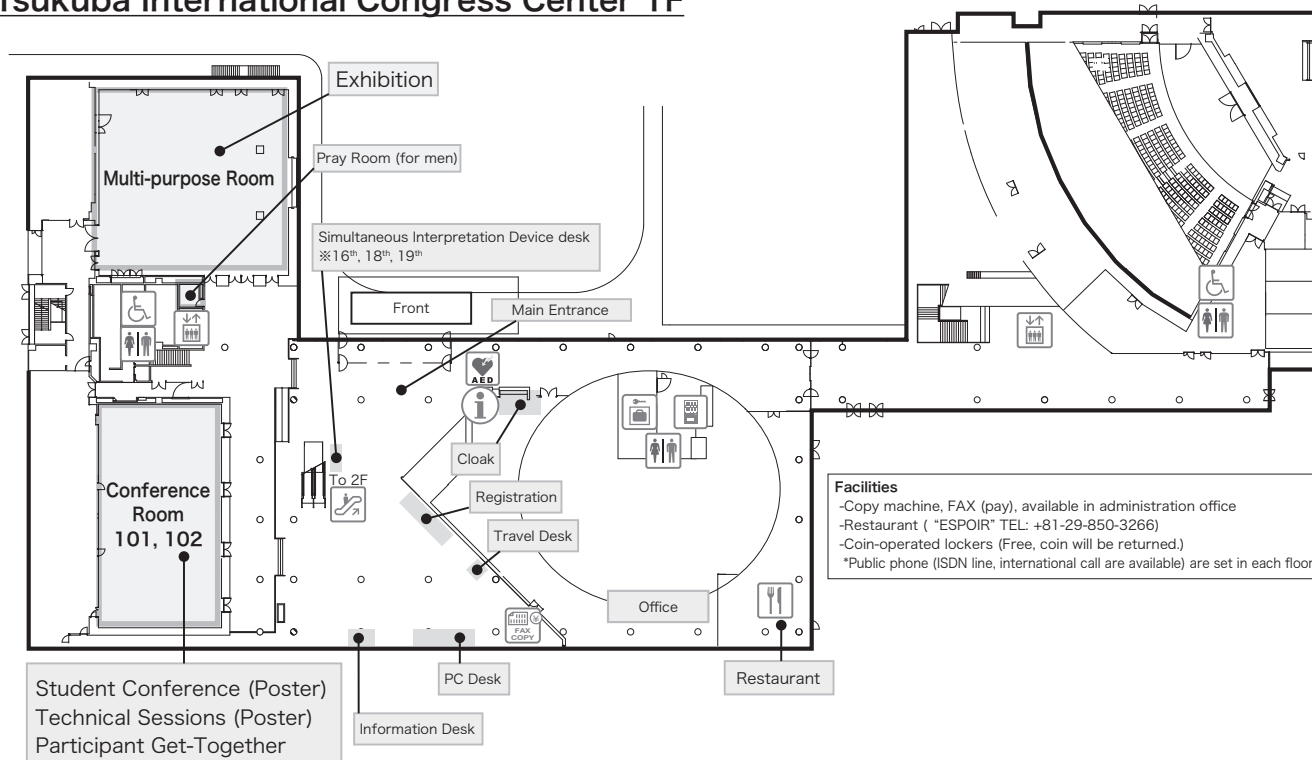 Tsukuba International Congress Center 1F
Exhibition
Multi-purpose Room
Pray Room (for men)
Simultaneous Interpretation Device desk
※16th, 18th, 19th
Front
Main Entrance
AED
i
Cloak
To 2F
Registration
Travel Desk
Conference
Room
101, 102
Office
FAX
COPY
¥
PC Desk
Restaurant
Information Desk
Student Conference (Poster)
Technical Sessions (Poster)
Participant Get-Together
Facilities
-Copy machine, FAX (pay), available in administration office
-Restaurant ( “ESPOIR” TEL: +81-29-850-3266)
-Coin-operated lockers (Free, coin will be returned.)
*Public phone (ISDN line, international call are available) are set in each floor